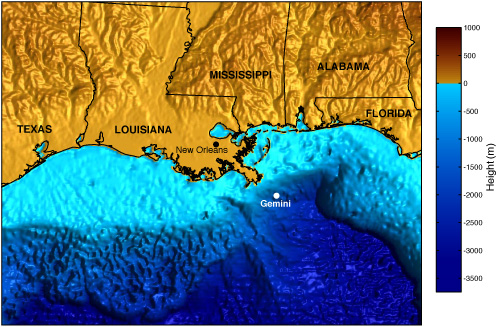 MISSISSIPPI
ALABAMA
FLORIDA
TEXAS
LOUISIANA
New Orleans
Gemini
1000
500
0
-500
-1000
-1500
-2000
-2500
-3000
-3500
Height (m)